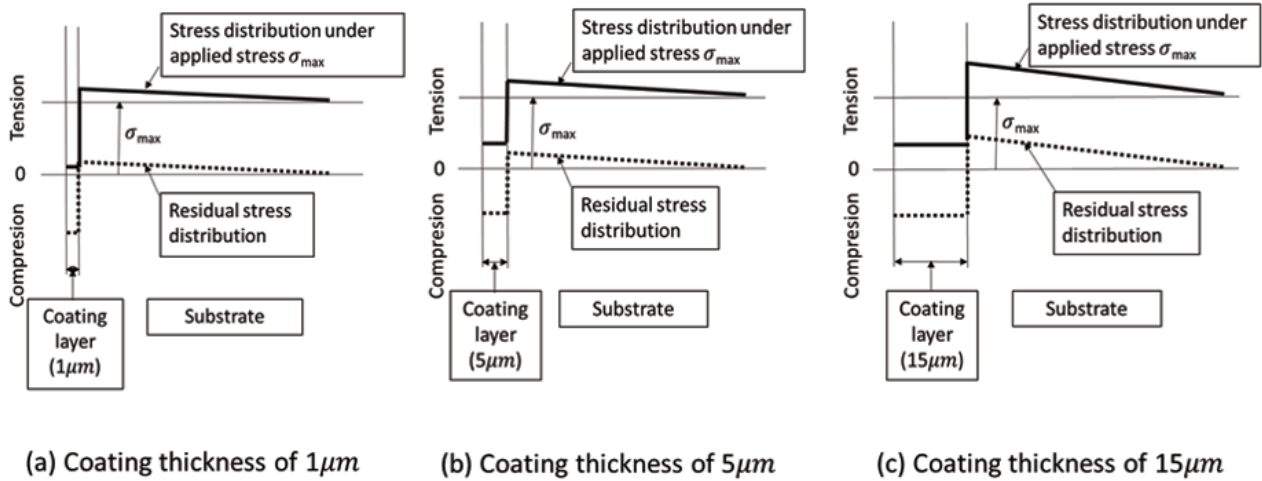 Stress distribution under
applied stress σmax
Tension
σmax
0
Residual stress
distribution
Compresion
Coating
layer
(1μm)
Substrate
(a) Coating thickness of 1μm
Stress distribution under
applied stress σmax
Tension
σmax
0
Residual stress
distribution
Compresion
Coating
layer
(5μm)
Substrate
(b) Coating thickness of 5μm
Stress distribution under
applied stress σmax
Tension
σmax
0
Residual stress
distribution
Compresion
Coating
layer
(15μm)
Substrate
(c) Coating thickness of 15μm